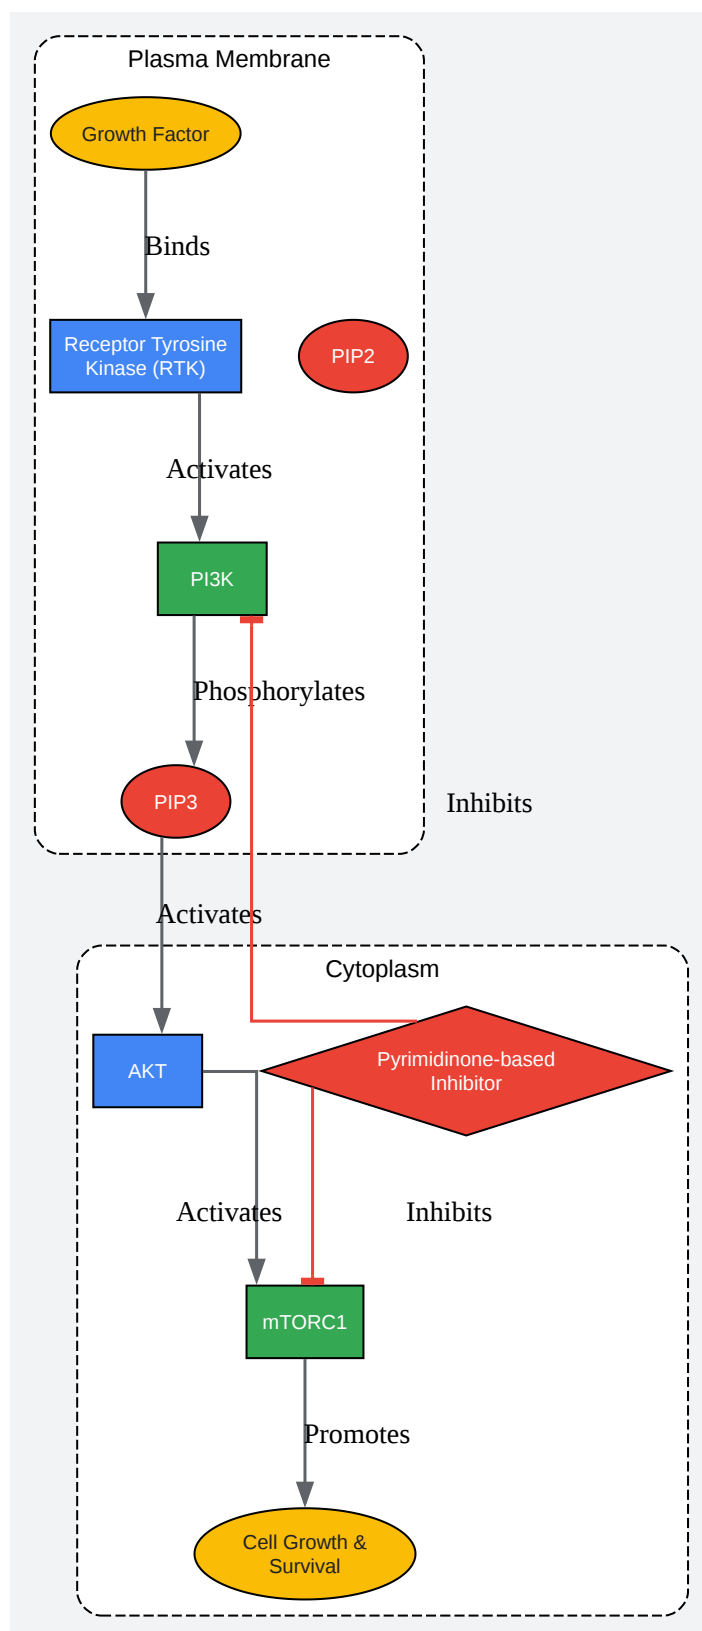 Plasma Membrane
Growth Factor
Binds
Receptor Tyrosine
Kinase (RTK)
PIP2
Activates
PI3K
Phosphorylates
PIP3
Inhibits
Activates
Cytoplasm
AKT
Pyrimidinone-based
Inhibitor
Activates
Inhibits
mTORC1
Promotes
Cell Growth &
Survival